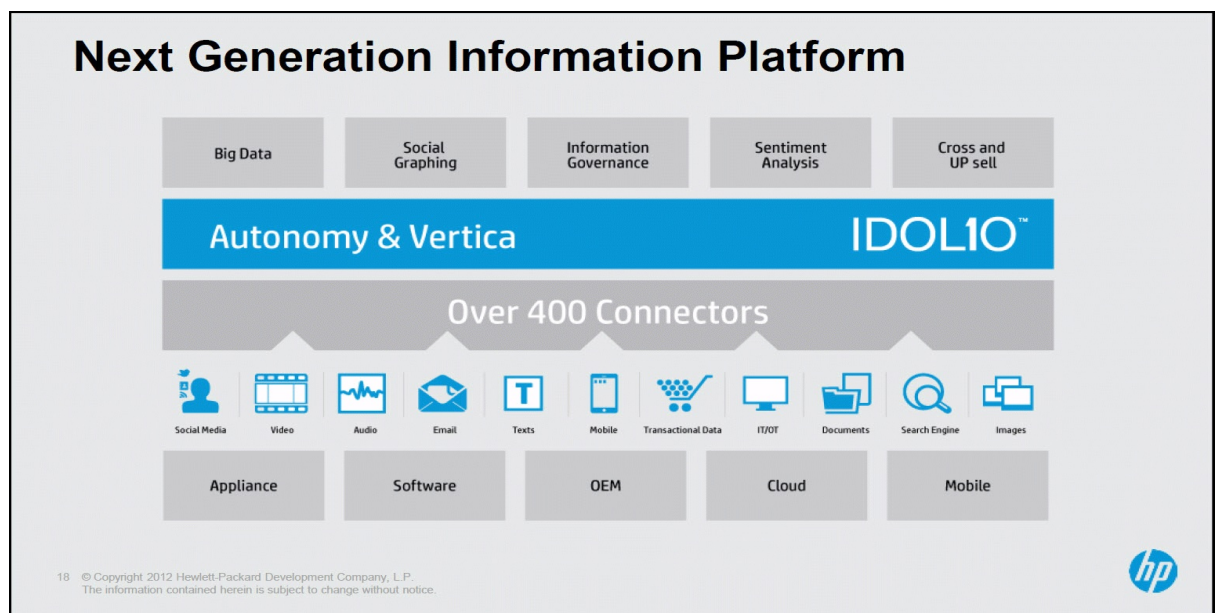 Next Generation Information Platform
Big Data
Social
Graphing
Information
Governance
Sentiment
Analysis
Cross and
UP sell
Autonomy & Vertica
IDOL10™
Over 400 Connectors
T
Social Media
Video
Audio
Email
Texts
Mobile
Transactional Data
IT/OT
Documents
Search Engine
Images
Appliance
Software
OEM
Cloud
Mobile
18 © Copyright 2012 Hewlett-Packard Development Company, L.P.
The information contained herein is subject to change without notice.
hp